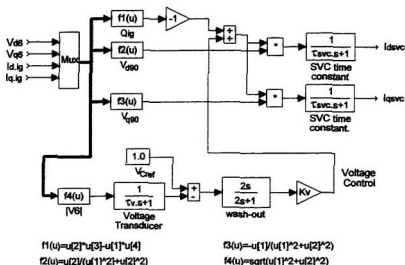 Vd6
Vq6
Id.ig
Iq.ig
Mux
f1(u)
Qig
-1
f2(u)
Vd90
f3(u)
Vq90
+
+
*
*
1
τsvc.s+1
SVC time
constant
Idsvc
1
τsvc.s+1
SVC time
constant.
Iqsvc
1.0
VCref
f4(u)
|V6|
1
τv.s+1
Voltage
Transducer
+
-
2s
2s+1
wash-out
Kv
Voltage
Control
f1(u)=u[2]*u[3]-u[1]*u[4]
f3(u)=-u[1]/(u[1]^2+u[2]^2)
f2(u)=u[2]/(u[1]^2+u[2]^2)
f4(u)=sqrt(u[1]^2+u[2]^2)